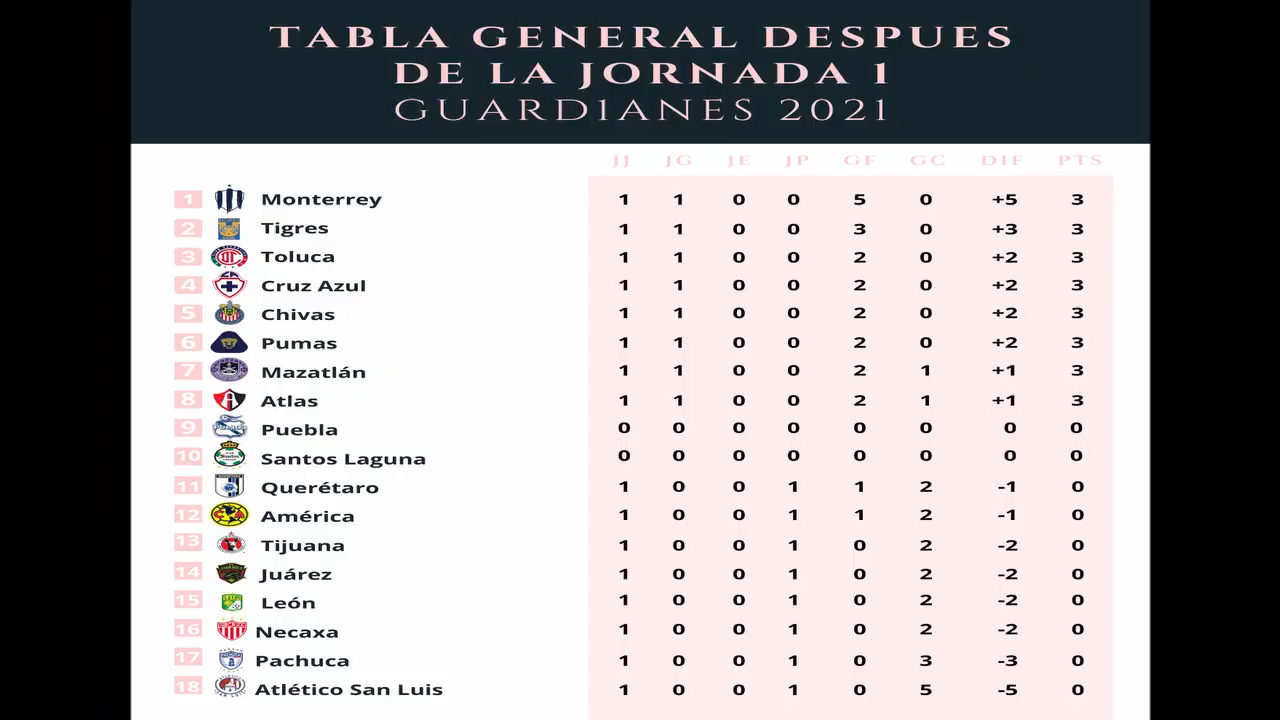 TABLA GENERAL DESPUES
DE LA JORNADA 1
GUARD1ANES 2021
JJ JG JE JP GF GC DIF PTS
1 Monterrey 1 1 0 0 5 0 +5 3
2 Tigres 1 1 0 0 3 0 +3 3
3 Toluca 1 1 0 0 2 0 +2 3
4 Cruz Azul 1 1 0 0 2 0 +2 3
5 Chivas 1 1 0 0 2 0 +2 3
6 Pumas 1 1 0 0 2 0 +2 3
7 Mazatlán 1 1 0 0 2 1 +1 3
8 Atlas 1 1 0 0 2 1 +1 3
9 Puebla 0 0 0 0 0 0 0 0
10 Santos Laguna 0 0 0 0 0 0 0 0
11 Querétaro 1 0 0 1 1 2 -1 0
12 América 1 0 0 1 1 2 -1 0
13 Tijuana 1 0 0 1 0 2 -2 0
14 Juárez 1 0 0 1 0 2 -2 0
15 León 1 0 0 1 0 2 -2 0
16 Necaxa 1 0 0 1 0 2 -2 0
17 Pachuca 1 0 0 1 0 3 -3 0
18 Atlético San Luis 1 0 0 1 0 5 -5 0